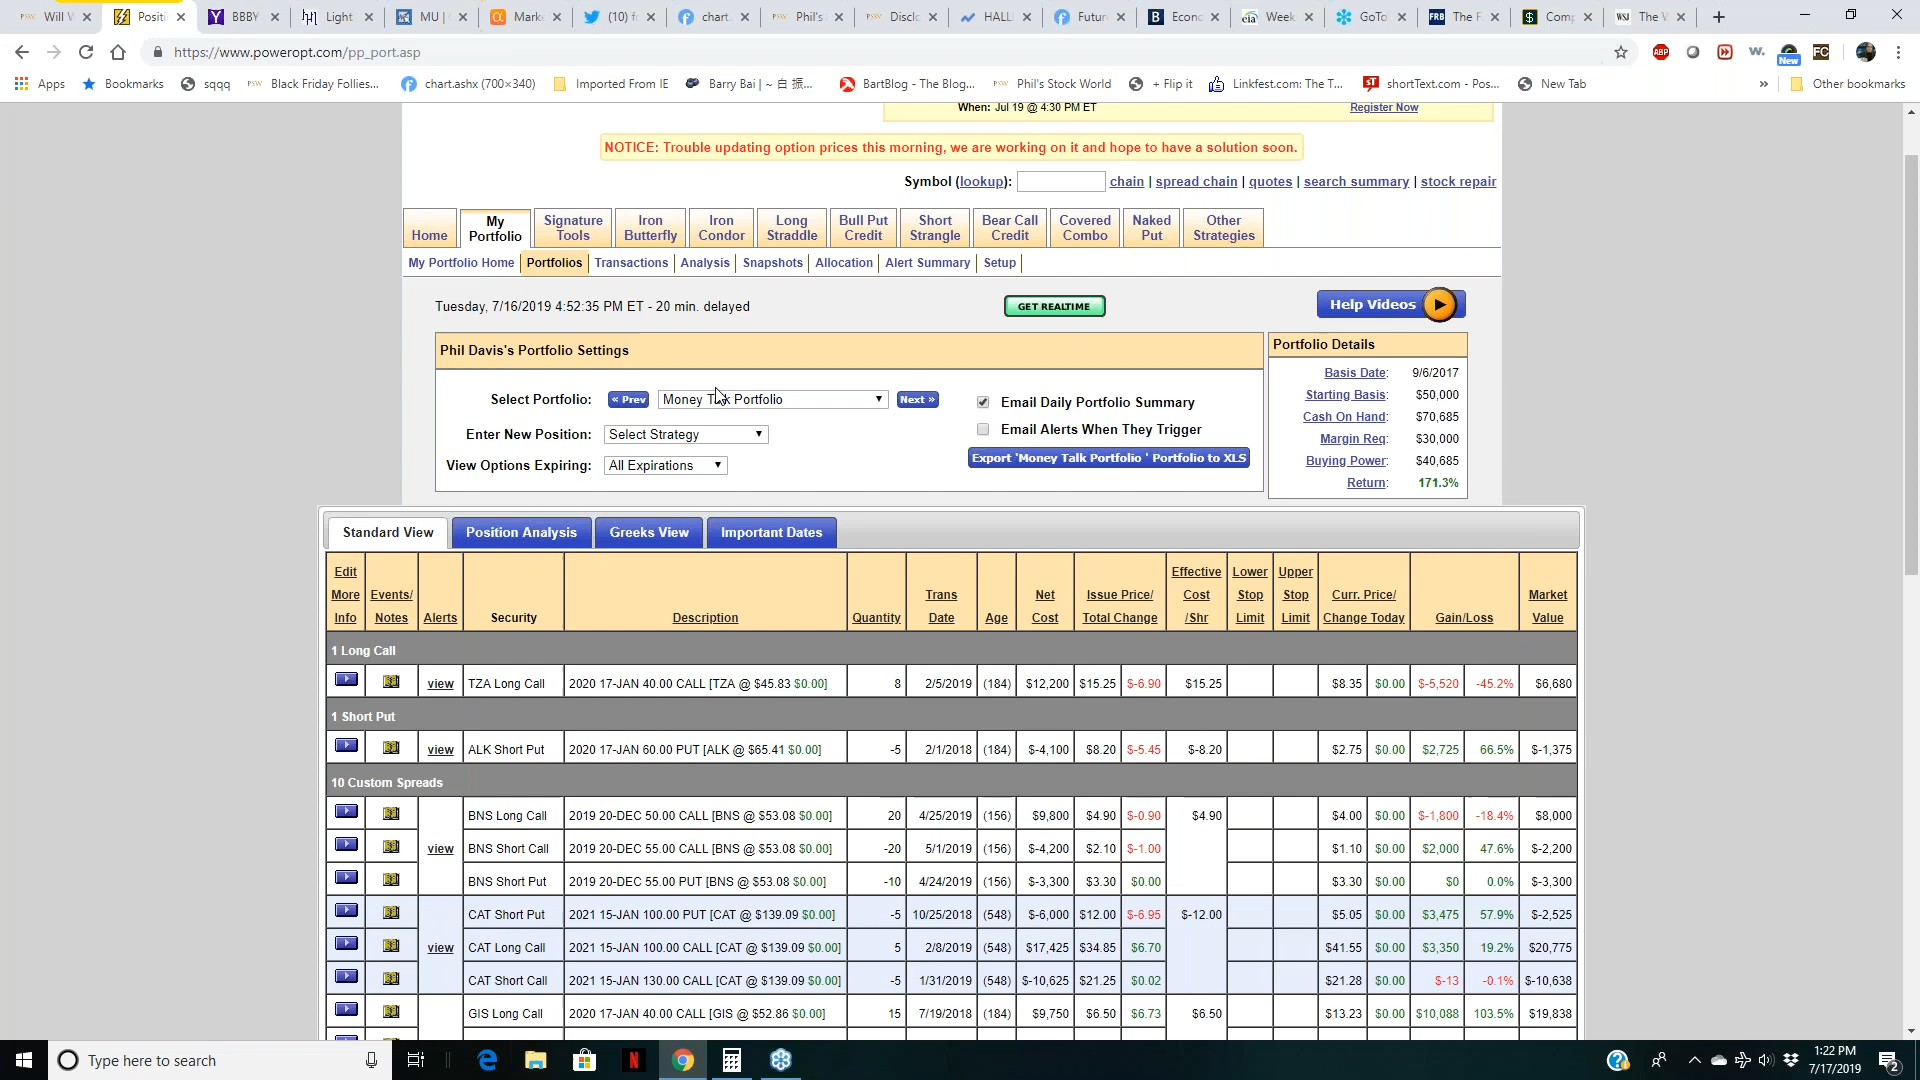 Will V
Positi
BBBY
Light
MU | (
Mark
(10) f
chart.
Phil's
Disclo
HALL
Futur
Econ
Week
GoTo
The F
Comp
The V
https://www.poweropt.com/pp_port.asp
Apps
Bookmarks
sqqq
Black Friday Follies...
chart.ashx (700×340)
Imported From IE
Barry Bai | ~ 白 振...
BartBlog - The Blog...
Phil's Stock World
+ Flip it
Linkfest.com: The T...
shortText.com - Pos...
New Tab
»
Other bookmarks
When: Jul 19 @ 4:30 PM ET
Register Now
NOTICE: Trouble updating option prices this morning, we are working on it and hope to have a solution soon.
Symbol (lookup): chain | spread chain | quotes | search summary | stock repair
Home
My Portfolio
Signature Tools
Iron Butterfly
Iron Condor
Long Straddle
Bull Put Credit
Short Strangle
Bear Call Credit
Covered Combo
Naked Put
Other Strategies
My Portfolio Home | Portfolios | Transactions | Analysis | Snapshots | Allocation | Alert Summary | Setup |
Tuesday, 7/16/2019 4:52:35 PM ET - 20 min. delayed
GET REALTIME
Help Videos
Phil Davis's Portfolio Settings
Select Portfolio: « Prev Money Talk Portfolio Next »
Enter New Position: Select Strategy
View Options Expiring: All Expirations
Email Daily Portfolio Summary
Email Alerts When They Trigger
Export 'Money Talk Portfolio ' Portfolio to XLS
Portfolio Details
Basis Date: 9/6/2017
Starting Basis: $50,000
Cash On Hand: $70,685
Margin Req: $30,000
Buying Power: $40,685
Return: 171.3%
Standard View
Position Analysis
Greeks View
Important Dates
Edit More Info
Events/ Notes
Alerts
Security
Description
Quantity
Trans Date
Age
Net Cost
Issue Price/ Total Change
Effective Cost /Shr
Lower Stop Limit
Upper Stop Limit
Curr. Price/ Change Today
Gain/Loss
Market Value
1 Long Call
view TZA Long Call 2020 17-JAN 40.00 CALL [TZA @ $45.83 $0.00] 8 2/5/2019 (184) $12,200 $15.25 $-6.90 $15.25 $8.35 $0.00 $-5,520 -45.2% $6,680
1 Short Put
view ALK Short Put 2020 17-JAN 60.00 PUT [ALK @ $65.41 $0.00] -5 2/1/2018 (184) $-4,100 $8.20 $-5.45 $-8.20 $2.75 $0.00 $2,725 66.5% $-1,375
10 Custom Spreads
BNS Long Call 2019 20-DEC 50.00 CALL [BNS @ $53.08 $0.00] 20 4/25/2019 (156) $9,800 $4.90 $-0.90 $4.90 $4.00 $0.00 $-1,800 -18.4% $8,000
view BNS Short Call 2019 20-DEC 55.00 CALL [BNS @ $53.08 $0.00] -20 5/1/2019 (156) $-4,200 $2.10 $-1.00 $1.10 $0.00 $2,000 47.6% $-2,200
BNS Short Put 2019 20-DEC 55.00 PUT [BNS @ $53.08 $0.00] -10 4/24/2019 (156) $-3,300 $3.30 $0.00 $3.30 $0.00 $0 0.0% $-3,300
CAT Short Put 2021 15-JAN 100.00 PUT [CAT @ $139.09 $0.00] -5 10/25/2018 (548) $-6,000 $12.00 $-6.95 $-12.00 $5.05 $0.00 $3,475 57.9% $-2,525
view CAT Long Call 2021 15-JAN 100.00 CALL [CAT @ $139.09 $0.00] 5 2/8/2019 (548) $17,425 $34.85 $6.70 $41.55 $0.00 $3,350 19.2% $20,775
CAT Short Call 2021 15-JAN 130.00 CALL [CAT @ $139.09 $0.00] -5 1/31/2019 (548) $-10,625 $21.25 $0.02 $21.28 $0.00 $-13 -0.1% $-10,638
GIS Long Call 2020 17-JAN 40.00 CALL [GIS @ $52.86 $0.00] 15 7/19/2018 (184) $9,750 $6.50 $6.73 $6.50 $13.23 $0.00 $10,088 103.5% $19,838
Type here to search
1:22 PM
7/17/2019